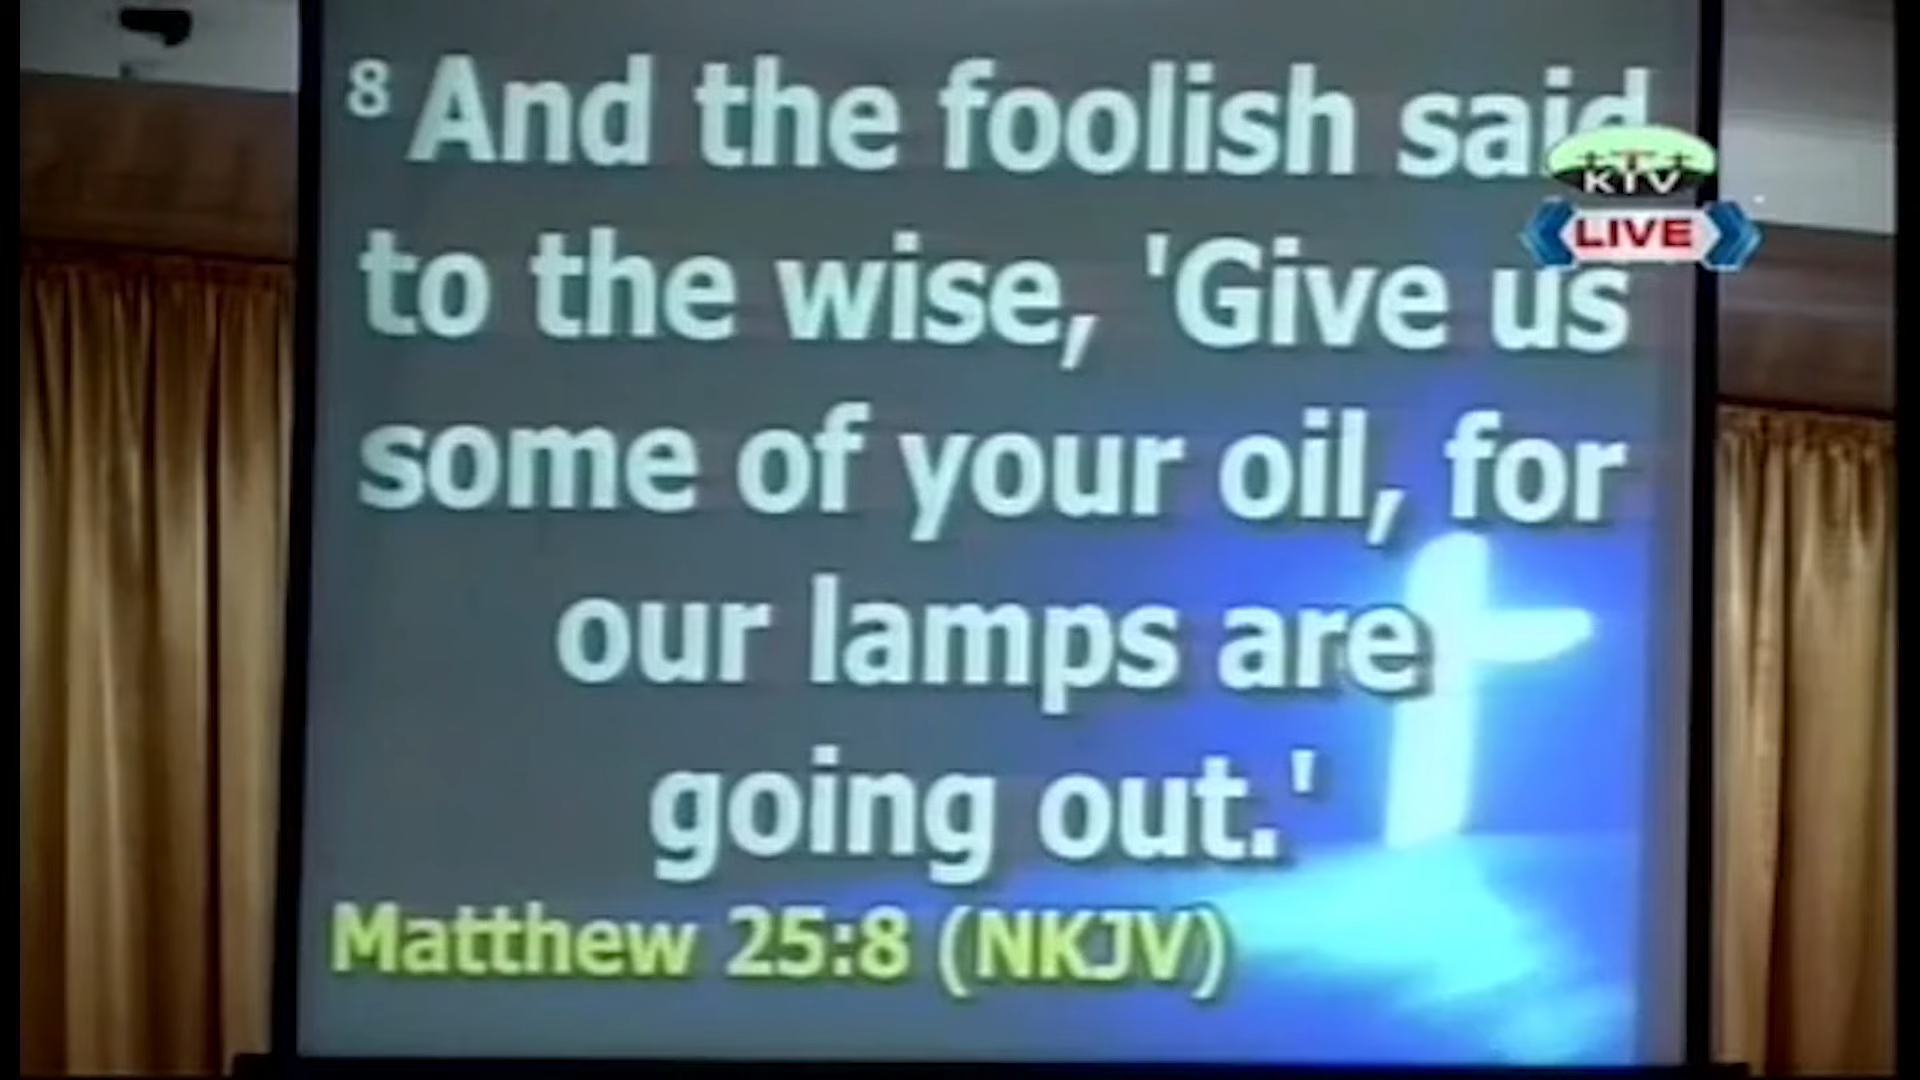 8 And the foolish said
to the wise, 'Give us
some of your oil, for
our lamps are
going out.'
Matthew 25:8 (NKJV)
KTV
LIVE